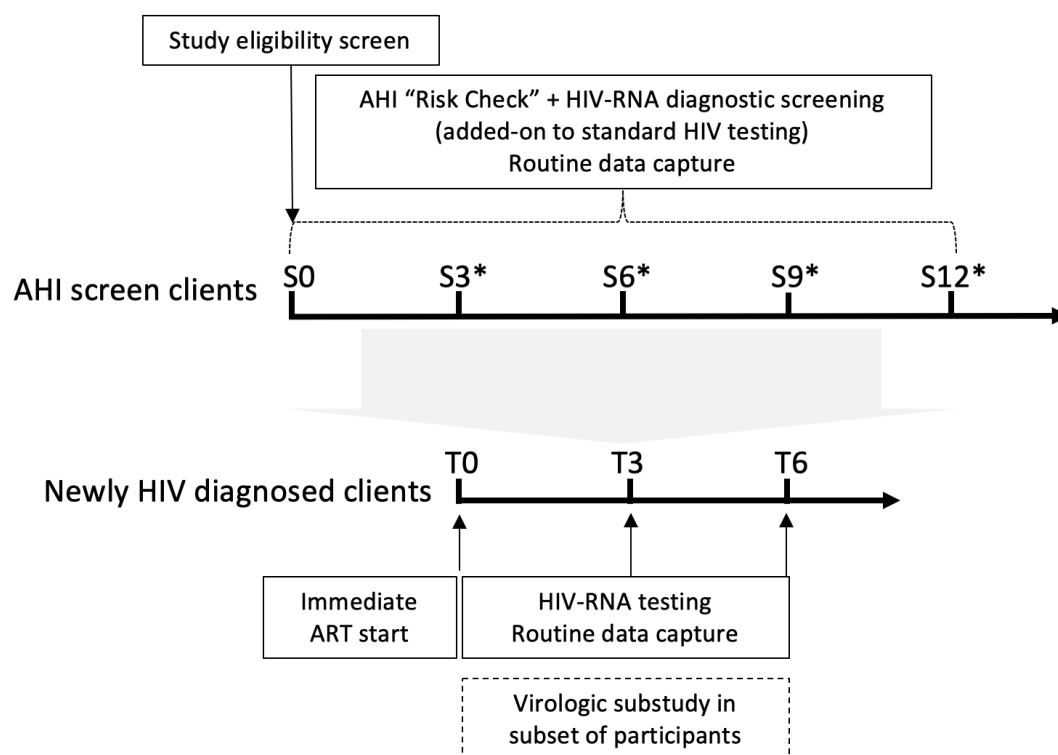 Study eligibility screen
AHI “Risk Check” + HIV-RNA diagnostic screening
(added-on to standard HIV testing)
Routine data capture
AHI screen clients
S0 S3* S6* S9* S12*
T0 T3 T6
Newly HIV diagnosed clients
Immediate
ART start
HIV-RNA testing
Routine data capture
Virologic substudy in
subset of participants